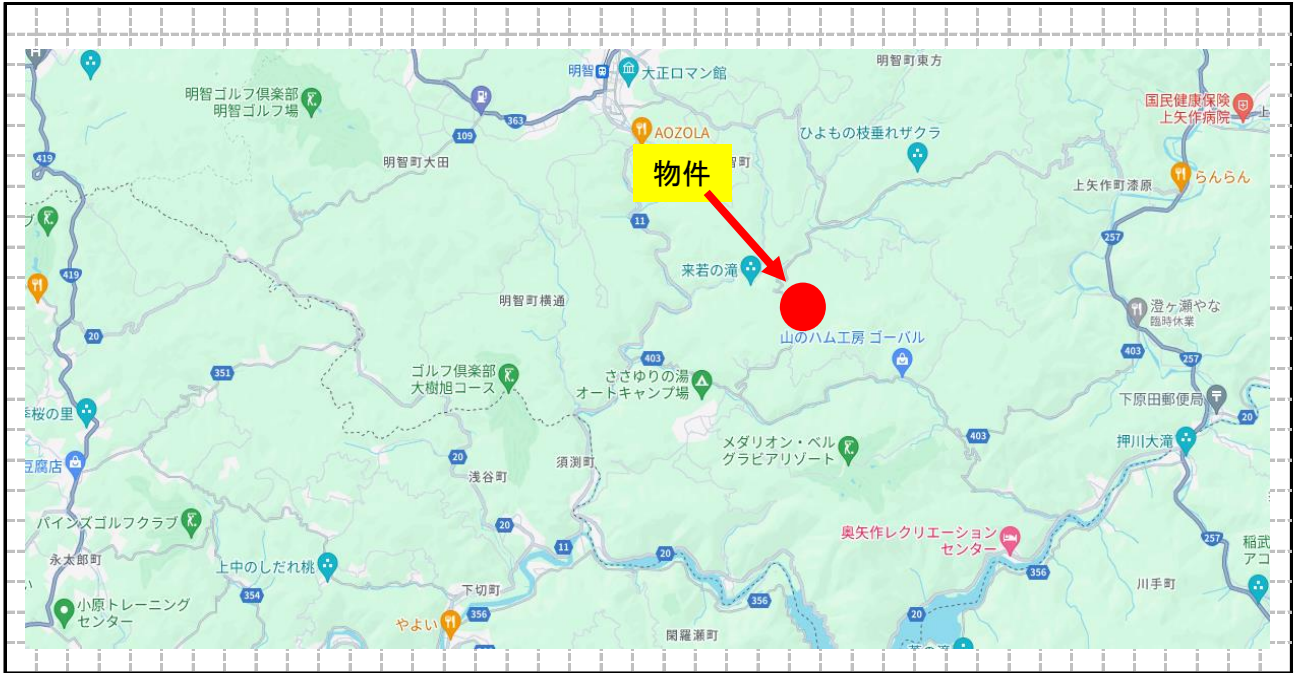 明智
大正ロマン館
明智町東方
明智ゴルフ倶楽部
明智ゴルフ場
国民健康保険
上矢作病院
363
AOZOLA
109
ひよもの枝垂れザクラ
419
明智町大田
物件
智町
上矢作町漆原
らんらん
11
257
来若の滝
419
明智町横通
澄ヶ瀬やな
臨時休業
20
山のハム工房 ゴーバル
403
403
257
351
ゴルフ倶楽部
大樹旭コース
ささゆりの湯
オートキャンプ場
下原田郵便局
季桜の里
20
403
メダリオン・ベル
グラビアリゾート
押川大滝
豆腐店
20
浅谷町
須渕町
パインズゴルフクラブ
20
奥矢作レクリエーション
センター
257
稲武
アコ
11
20
永太郎町
上中のしだれ桃
356
川手町
354
下切町
356
小原トレーニング
センター
356
20
やよい
閑羅瀬町